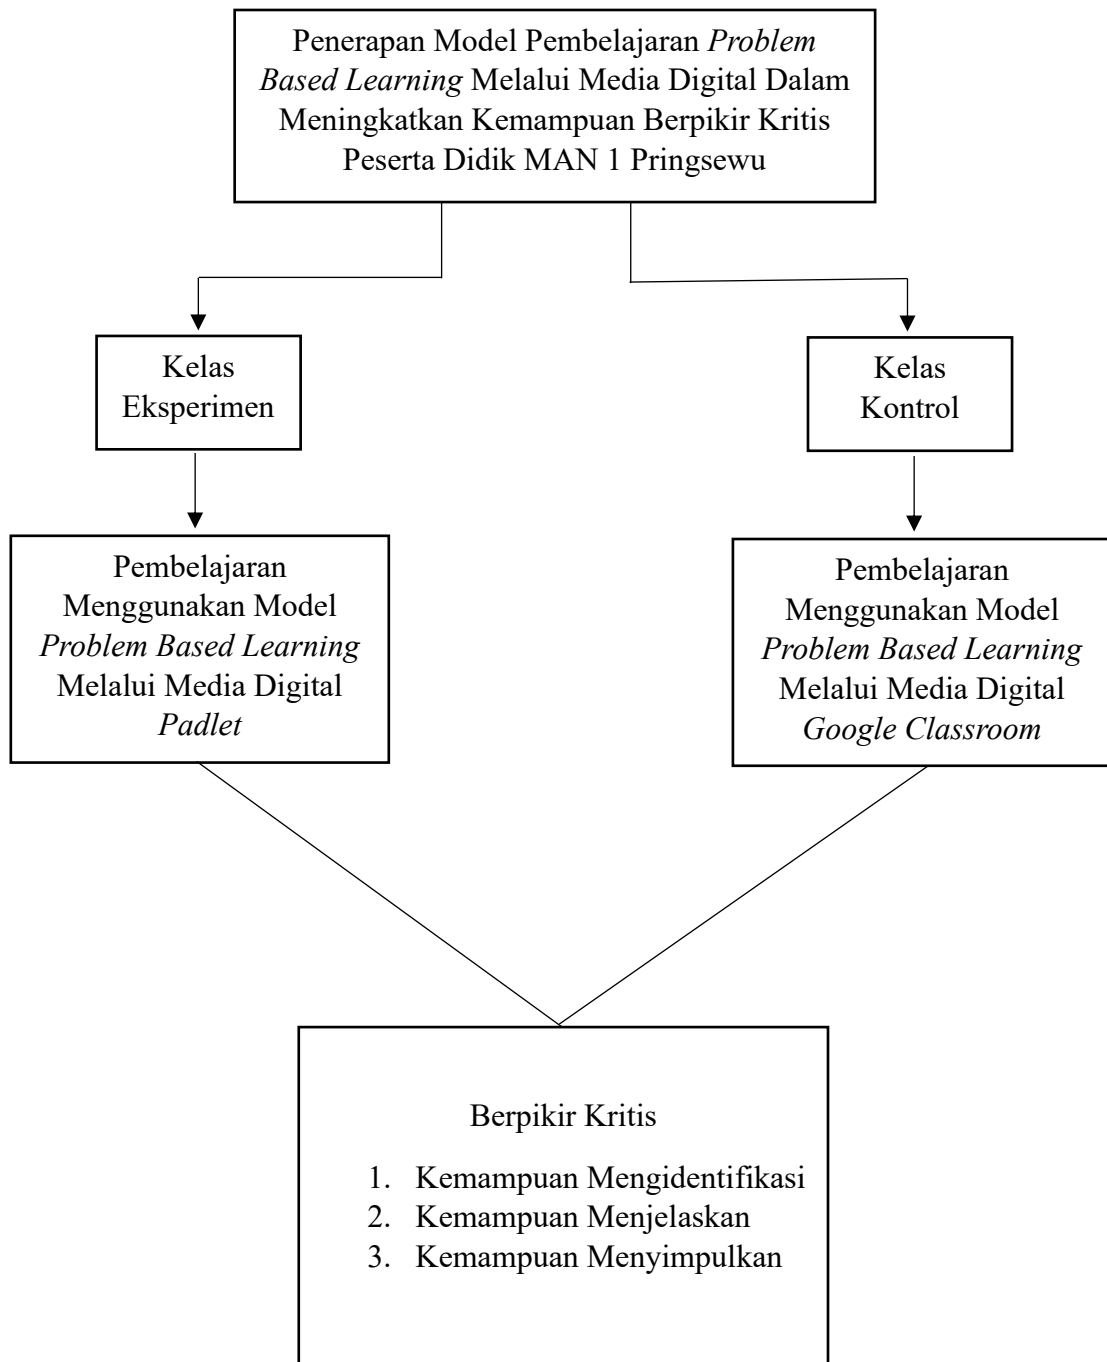 Penerapan Model Pembelajaran Problem
Based Learning Melalui Media Digital Dalam
Meningkatkan Kemampuan Berpikir Kritis
Peserta Didik MAN 1 Pringsewu
Kelas
Eksperimen
Kelas
Kontrol
Pembelajaran
Menggunakan Model
Problem Based Learning
Melalui Media Digital
Padlet
Pembelajaran
Menggunakan Model
Problem Based Learning
Melalui Media Digital
Google Classroom
Berpikir Kritis
1. Kemampuan Mengidentifikasi
2. Kemampuan Menjelaskan
3. Kemampuan Menyimpulkan